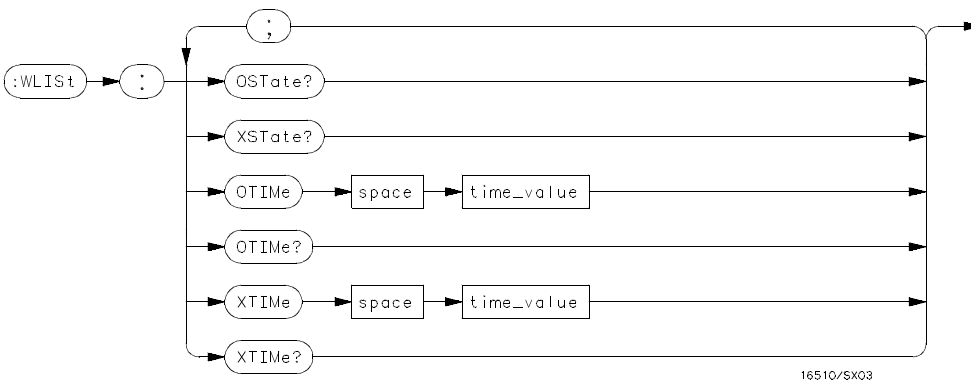 ;
:WLISt : OSTate?
XSTate?
OTIMe space time_value
OTIMe?
XTIMe space time_value
XTIMe?
16510/SX03